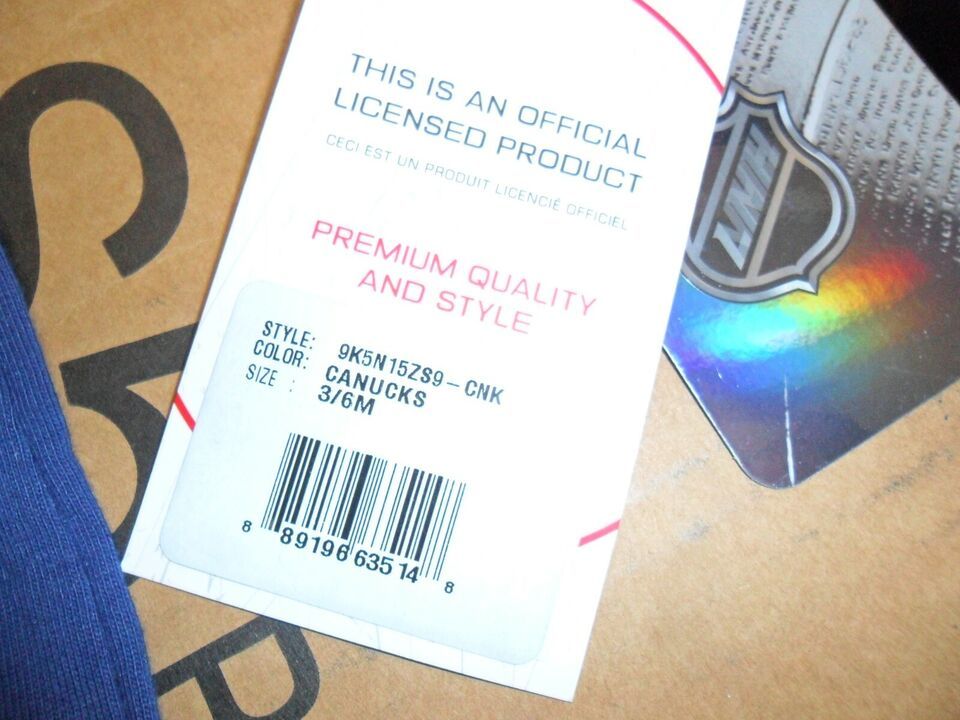 THIS IS AN OFFICIAL
LICENSED PRODUCT
CECI EST UN PRODUIT LICENCIÉ OFFICIEL
PREMIUM QUALITY
AND STYLE
STYLE: 9K5N15ZS9-CNK
COLOR: CANUCKS
SIZE : 3/6M
8 89196 63514 8
NHL